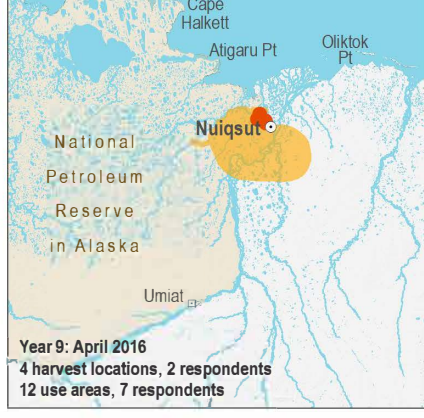 Cape
Halkett
Atigaru Pt
Oliktok
Pt
Nuiqsut
National
Petroleum
Reserve
in Alaska
Umiat
Year 9: April 2016
4 harvest locations, 2 respondents
12 use areas, 7 respondents